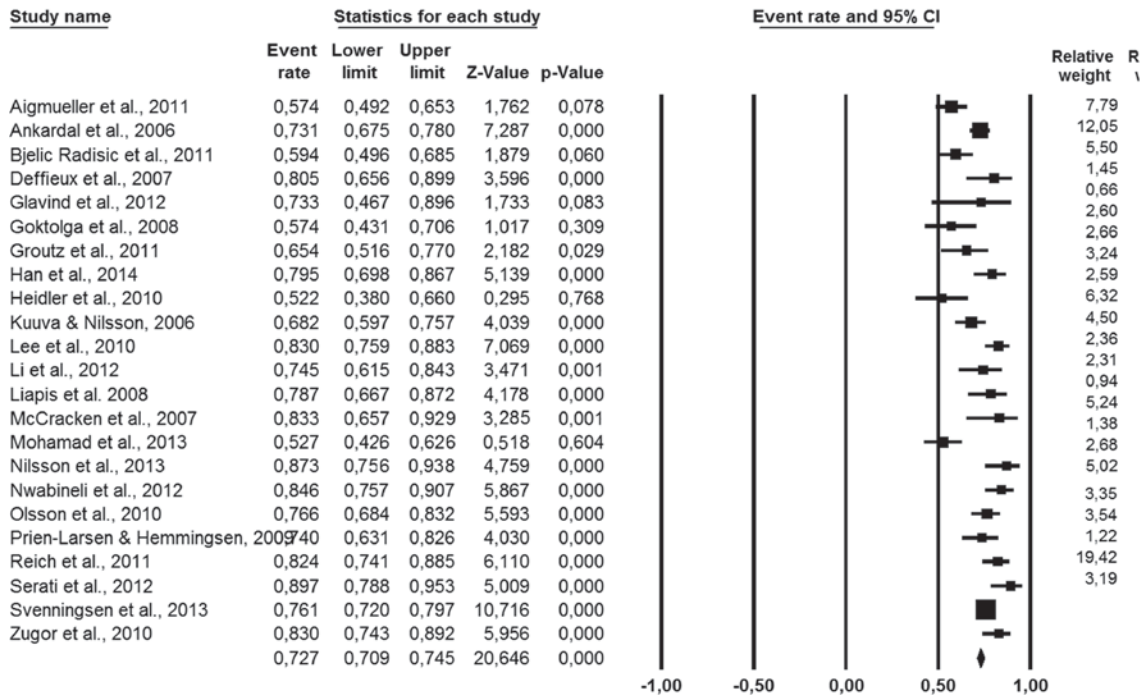 Study name Statistics for each study Event rate and 95% CI
Event Lower Upper Relative R
rate limit limit Z-Value p-Value weight
Aigmueller et al., 2011 0,574 0,492 0,653 1,762 0,078 7,79
Ankardal et al., 2006 0,731 0,675 0,780 7,287 0,000 12,05
Bjelic Radisic et al., 2011 0,594 0,496 0,685 1,879 0,060 5,50
Deffieux et al., 2007 0,805 0,656 0,899 3,596 0,000 1,45
Glavind et al., 2012 0,733 0,467 0,896 1,733 0,083 0,66
Goktolga et al., 2008 0,574 0,431 0,706 1,017 0,309 2,60
Groutz et al., 2011 0,654 0,516 0,770 2,182 0,029 2,66
Han et al., 2014 0,795 0,698 0,867 5,139 0,000 3,24
Heidler et al., 2010 0,522 0,380 0,660 0,295 0,768 2,59
Kuuva & Nilsson, 2006 0,682 0,597 0,757 4,039 0,000 6,32
Lee et al., 2010 0,830 0,759 0,883 7,069 0,000 4,50
Li et al., 2012 0,745 0,615 0,843 3,471 0,001 2,36
Liapis et al. 2008 0,787 0,667 0,872 4,178 0,000 2,31
McCracken et al., 2007 0,833 0,657 0,929 3,285 0,001 0,94
Mohamad et al., 2013 0,527 0,426 0,626 0,518 0,604 5,24
Nilsson et al., 2013 0,873 0,756 0,938 4,759 0,000 1,38
Nwabineli et al., 2012 0,846 0,757 0,907 5,867 0,000 2,68
Olsson et al., 2010 0,766 0,684 0,832 5,593 0,000 5,02
Prien-Larsen & Hemmingsen, 2009 0,740 0,631 0,826 4,030 0,000 3,35
Reich et al., 2011 0,824 0,741 0,885 6,110 0,000 3,54
Serati et al., 2012 0,897 0,788 0,953 5,009 0,000 1,22
Svenningsen et al., 2013 0,761 0,720 0,797 10,716 0,000 19,42
Zugor et al., 2010 0,830 0,743 0,892 5,956 0,000 3,19
0,727 0,709 0,745 20,646 0,000
-1,00 -0,50 0,00 0,50 1,00